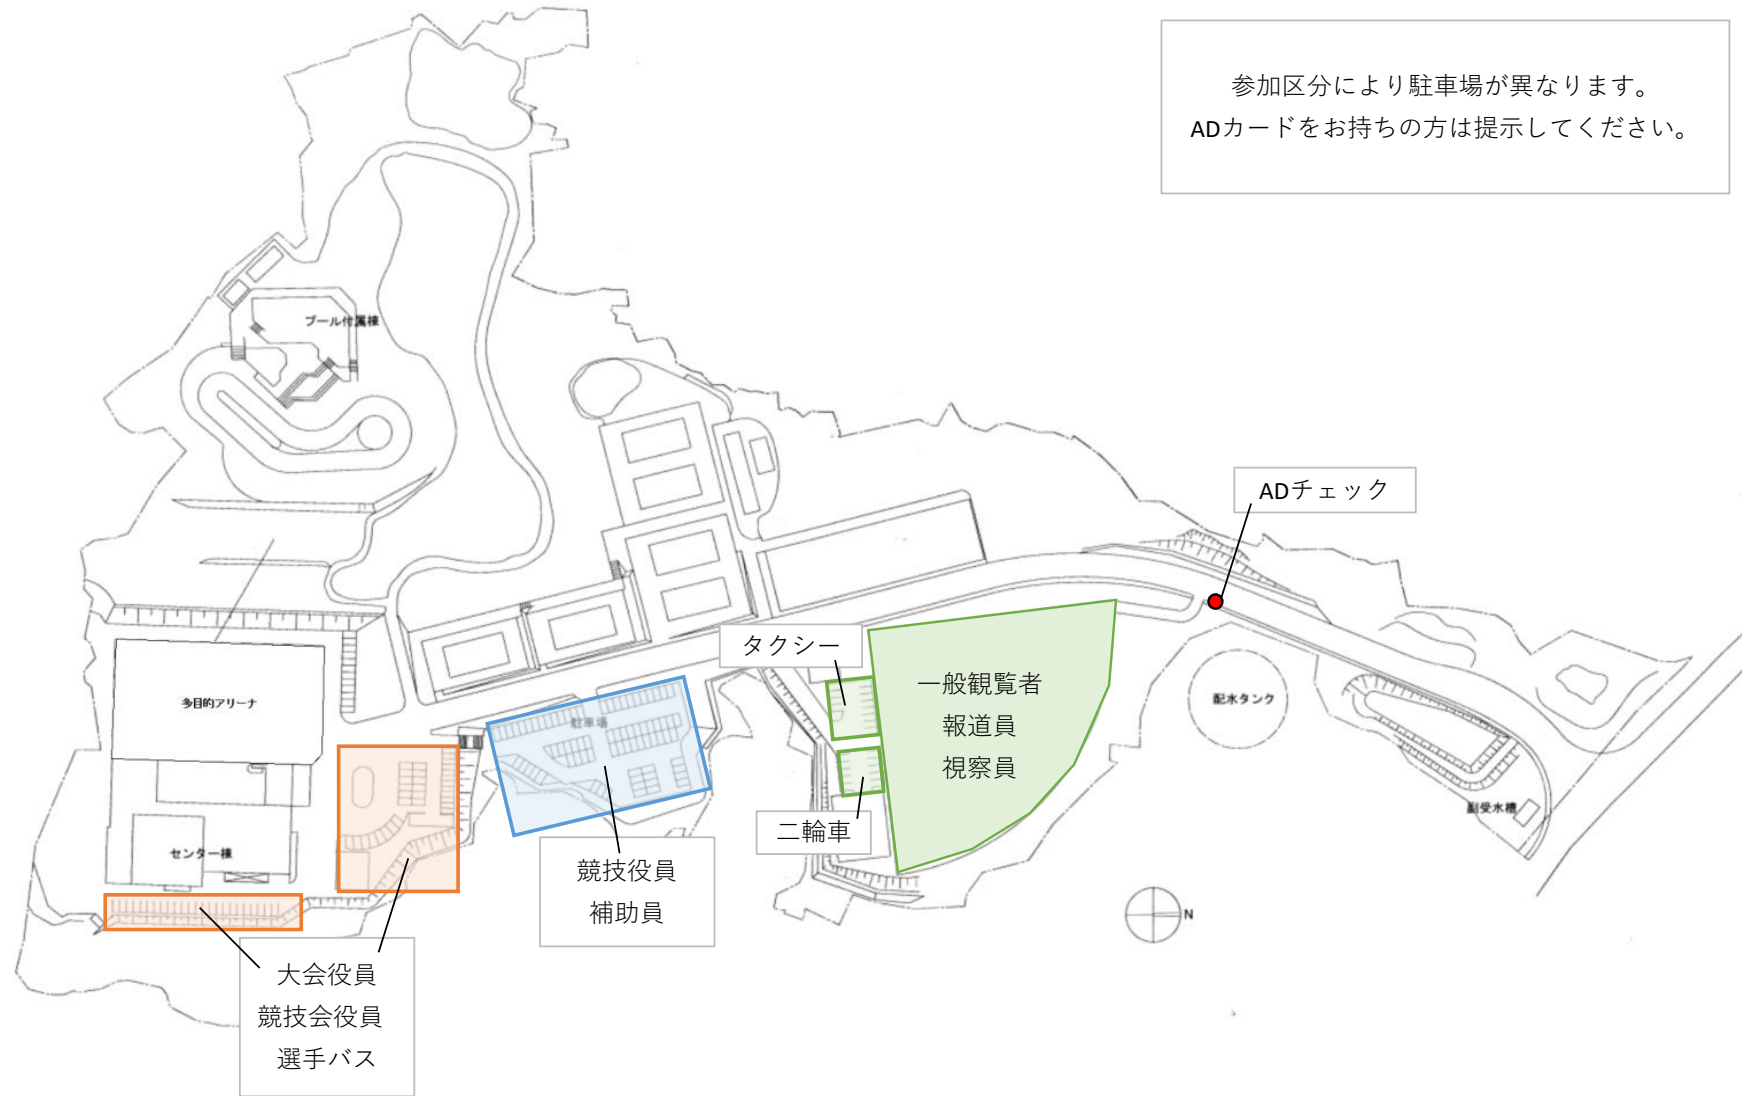 参加区分により駐車場が異なります。
ADカードをお持ちの方は提示してください。
プール付属棟
ADチェック
タクシー
一般観覧者
報道員
視察員
配水タンク
多目的アリーナ
駐車場
副受水槽
二輪車
センター棟
競技役員
補助員
N
大会役員
競技会役員
選手バス